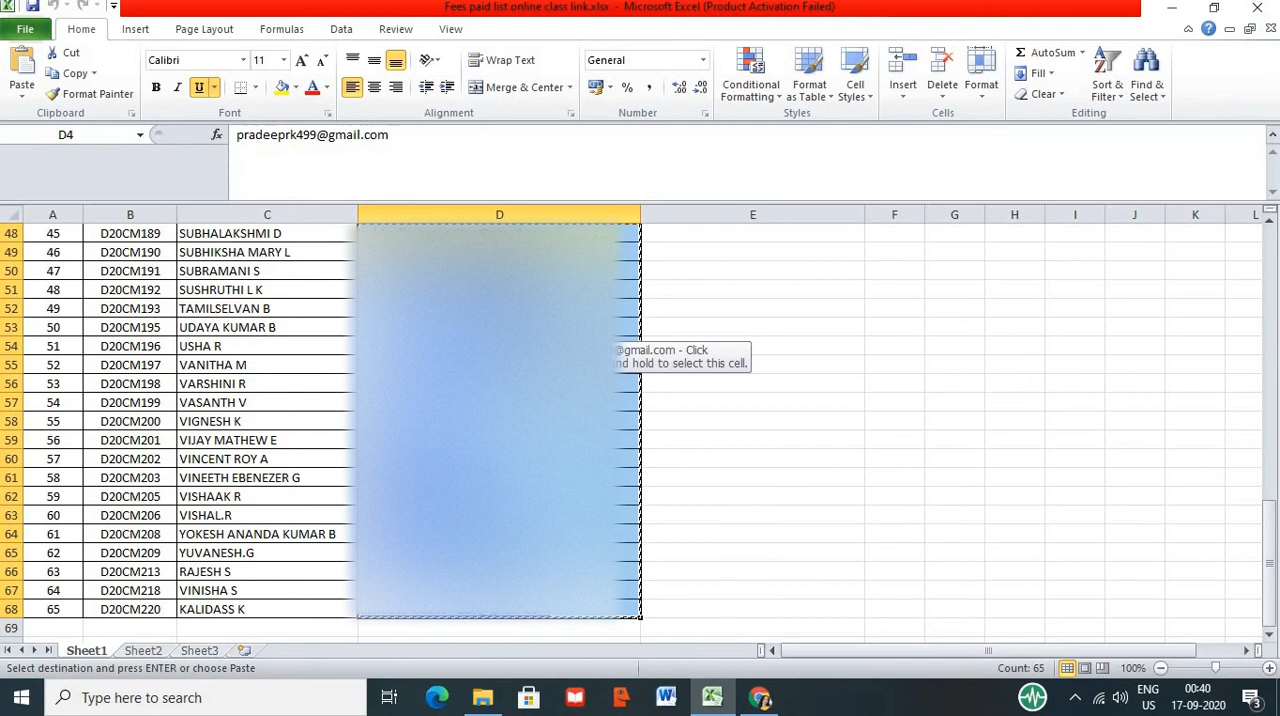 Fees paid list online class link.xlsx - Microsoft Excel (Product Activation Failed)
File Home Insert Page Layout Formulas Data Review View
Cut Calibri 11 Wrap Text General AutoSum
Copy Fill
Paste Format Painter Merge & Center Conditional Formatting Format as Table Cell Styles Insert Delete Format Clear Sort & Filter Find & Select
Clipboard Font Alignment Number Styles Cells Editing
D4 fx pradeeprk499@gmail.com
A B C D E F G H I J K L
48 45 D20CM189 SUBHALAKSHMI D
49 46 D20CM190 SUBHIKSHA MARY L
50 47 D20CM191 SUBRAMANI S
51 48 D20CM192 SUSHRUTHI L K
52 49 D20CM193 TAMILSELVAN B
53 50 D20CM195 UDAYA KUMAR B
54 51 D20CM196 USHA R
@gmail.com - Click
55 52 D20CM197 VANITHA M
hold to select this cell.
56 53 D20CM198 VARSHINI R
57 54 D20CM199 VASANTH V
58 55 D20CM200 VIGNESH K
59 56 D20CM201 VIJAY MATHEW E
60 57 D20CM202 VINCENT ROY A
61 58 D20CM203 VINEETH EBENEZER G
62 59 D20CM205 VISHAAK R
63 60 D20CM206 VISHAL.R
64 61 D20CM208 YOKESH ANANDA KUMAR B
65 62 D20CM209 YUVANESH.G
66 63 D20CM213 RAJESH S
67 64 D20CM218 VINISHA S
68 65 D20CM220 KALIDASS K
69
Sheet1 Sheet2 Sheet3
Select destination and press ENTER or choose Paste Count: 65 100%
Type here to search
ENG 00:40
US 17-09-2020 3